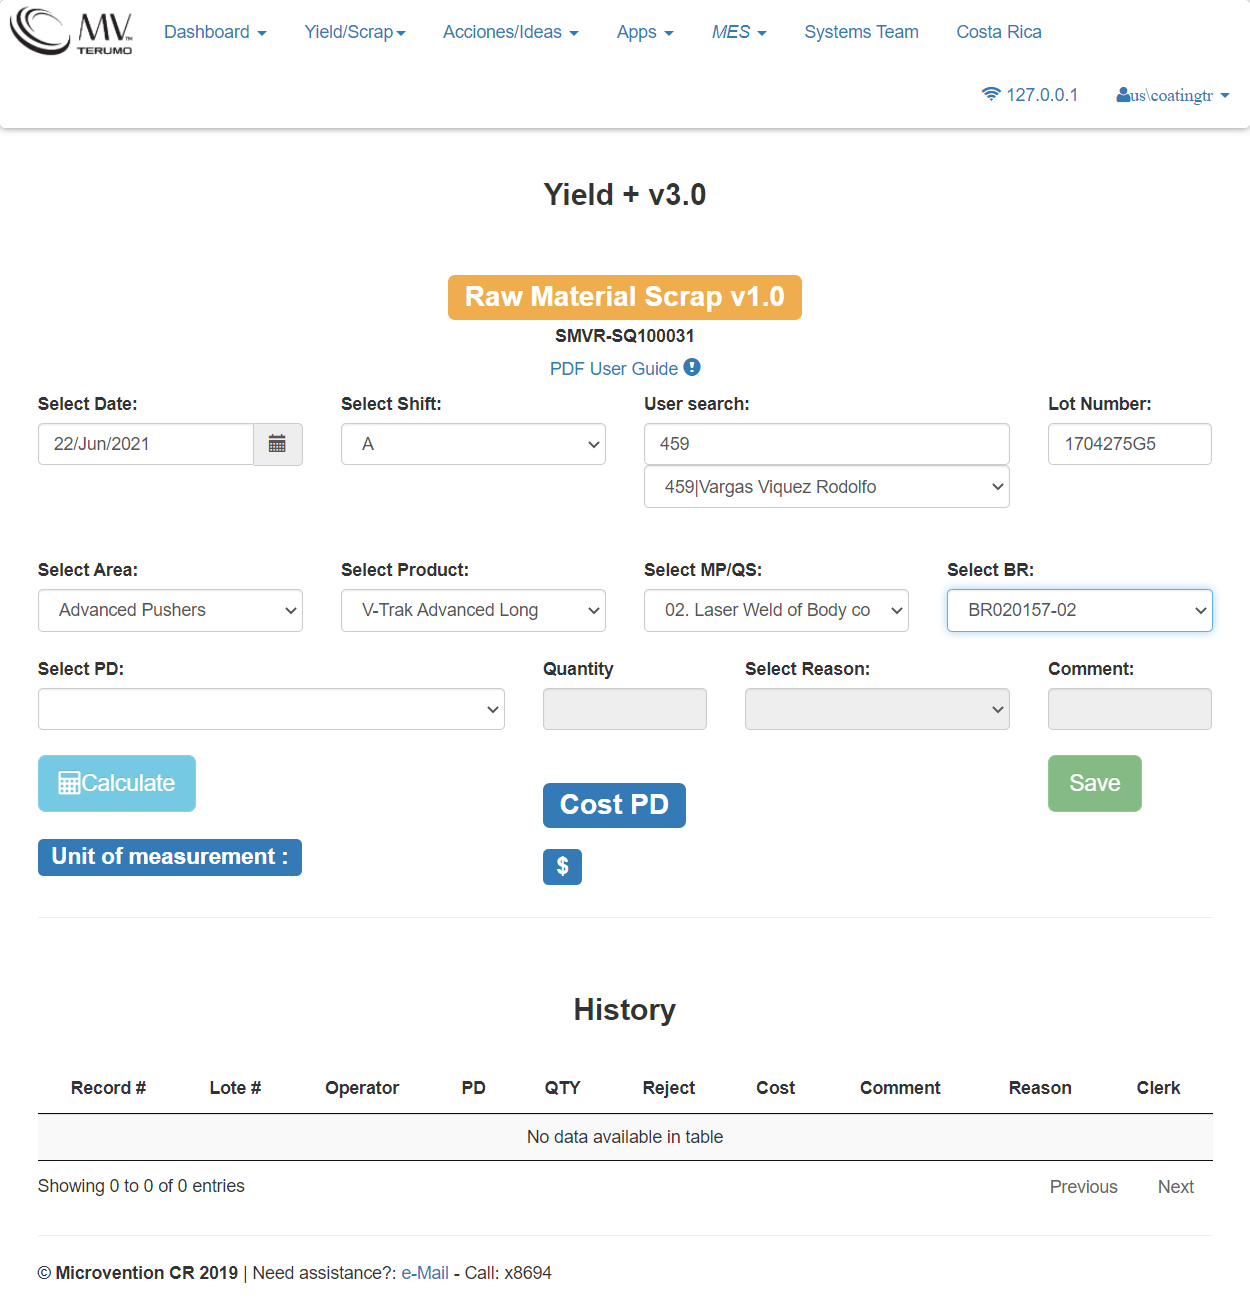 MV™
TERUMO
Dashboard
Yield/Scrap
Acciones/Ideas
Apps
MES
Systems Team
Costa Rica
127.0.0.1
us\coatingtr
Yield + v3.0
Raw Material Scrap v1.0
SMVR-SQ100031
PDF User Guide
Select Date:
Select Shift:
User search:
Lot Number:
22/Jun/2021
A
459
1704275G5
459|Vargas Viquez Rodolfo
Select Area:
Select Product:
Select MP/QS:
Select BR:
Advanced Pushers
V-Trak Advanced Long
02. Laser Weld of Body co
BR020157-02
Select PD:
Quantity
Select Reason:
Comment:
Calculate
Save
Cost PD
Unit of measurement :
$
History
Record # Lote # Operator PD QTY Reject Cost Comment Reason Clerk
No data available in table
Showing 0 to 0 of 0 entries
Previous
Next
© Microvention CR 2019 | Need assistance?: e-Mail - Call: x8694